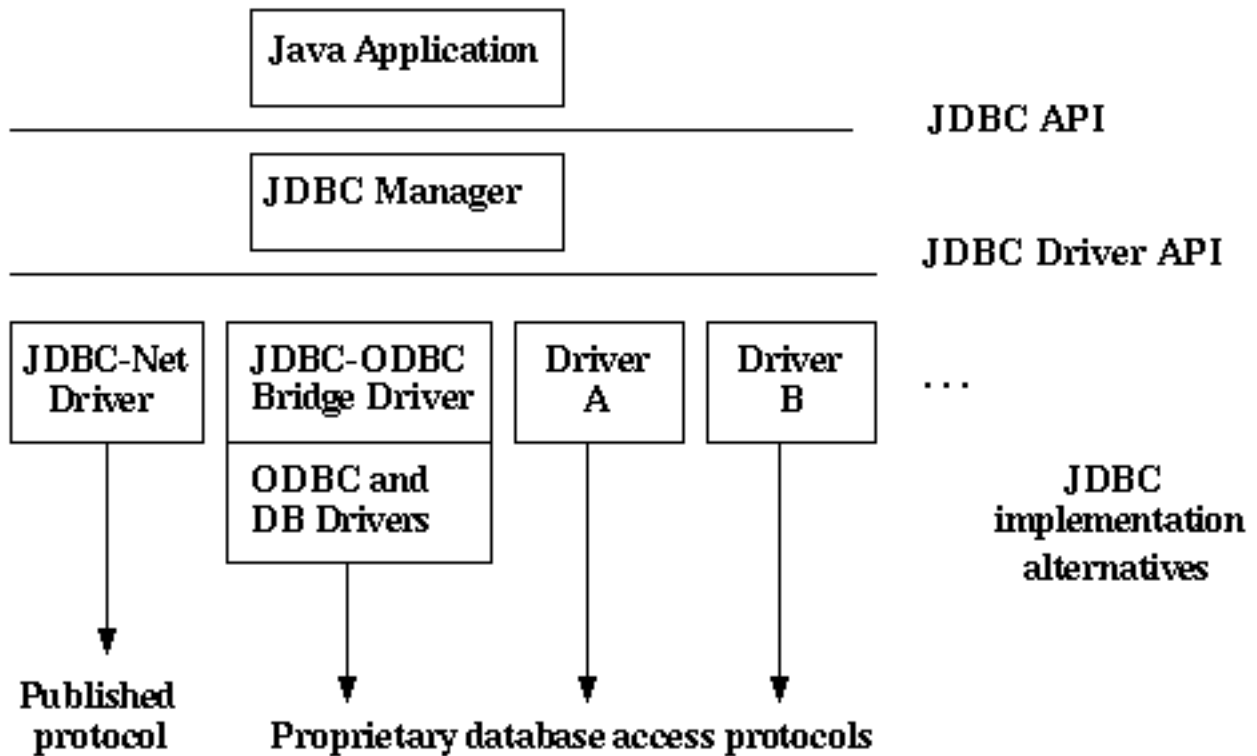 Java Application
JDBC API
JDBC Manager
JDBC Driver API
JDBC-Net
Driver
JDBC-ODBC
Bridge Driver
Driver
A
Driver
B
. . .
ODBC and
DB Drivers
JDBC
implementation
alternatives
Published
protocol
Proprietary database access protocols